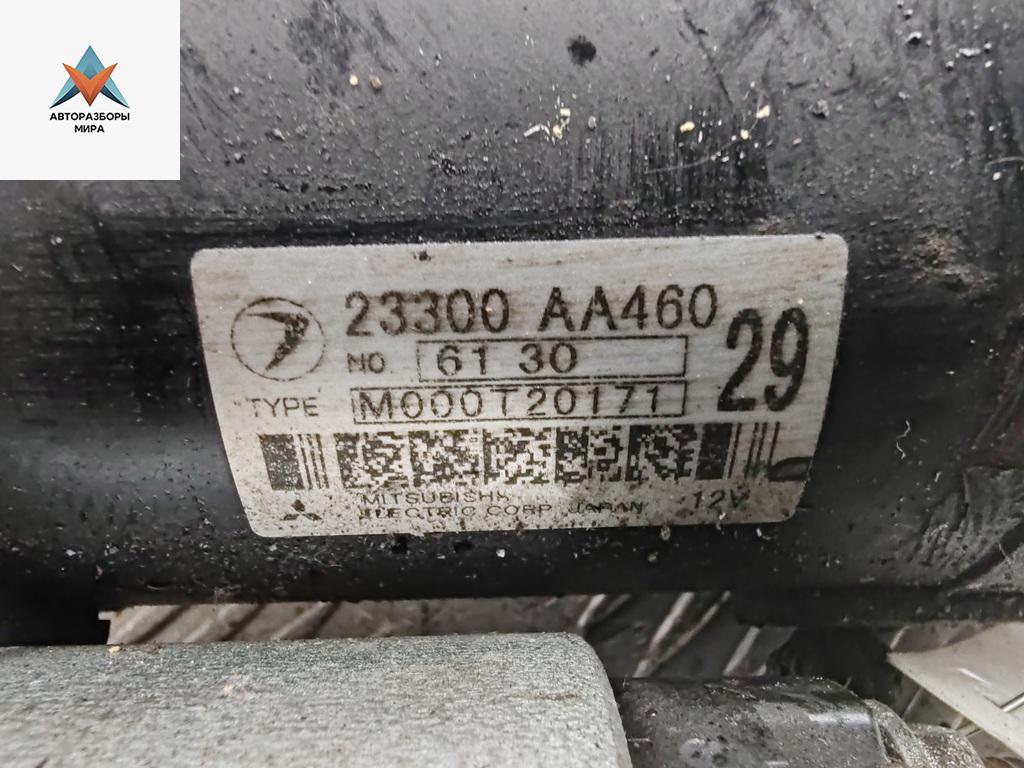 АВТОРАЗБОРЫ
МИРА
23300 AA460
NO 61 30
29
TYPE M000T20171
MITSUBISHI
ELECTRIC CORP. JAPAN 12V